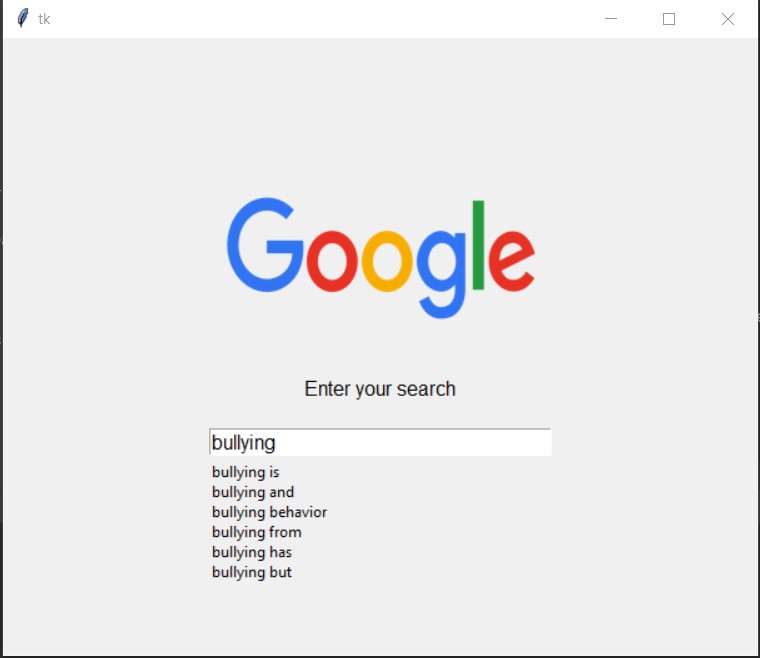 tk
Google
Enter your search
bullying
bullying is
bullying and
bullying behavior
bullying from
bullying has
bullying but